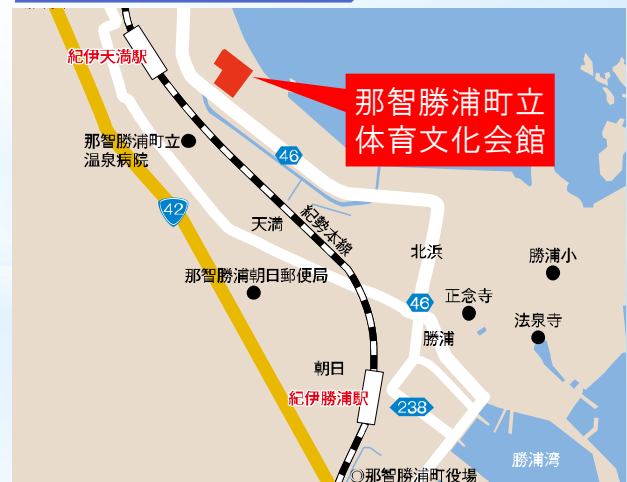 紀伊天満駅
那智勝浦町立
体育文化会館
那智勝浦町立
温泉病院
46
42
天満
紀勢本線
北浜
勝浦小
那智勝浦朝日郵便局
46
正念寺
法泉寺
勝浦
朝日
紀伊勝浦駅
238
勝浦湾
◎那智勝浦町役場